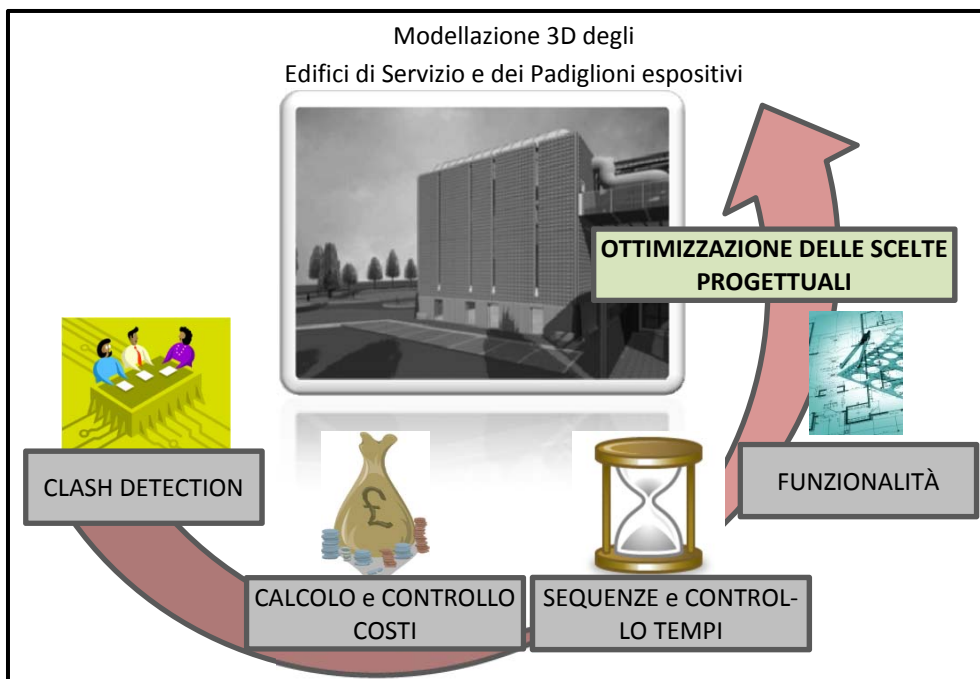 Modellazione 3D degli
Edifici di Servizio e dei Padiglioni espositivi
OTTIMIZZAZIONE DELLE SCELTE
PROGETTUALI
CLASH DETECTION
£
FUNZIONALITÀ
CALCOLO e CONTROLLO
COSTI
SEQUENZE e CONTROL-
LO TEMPI